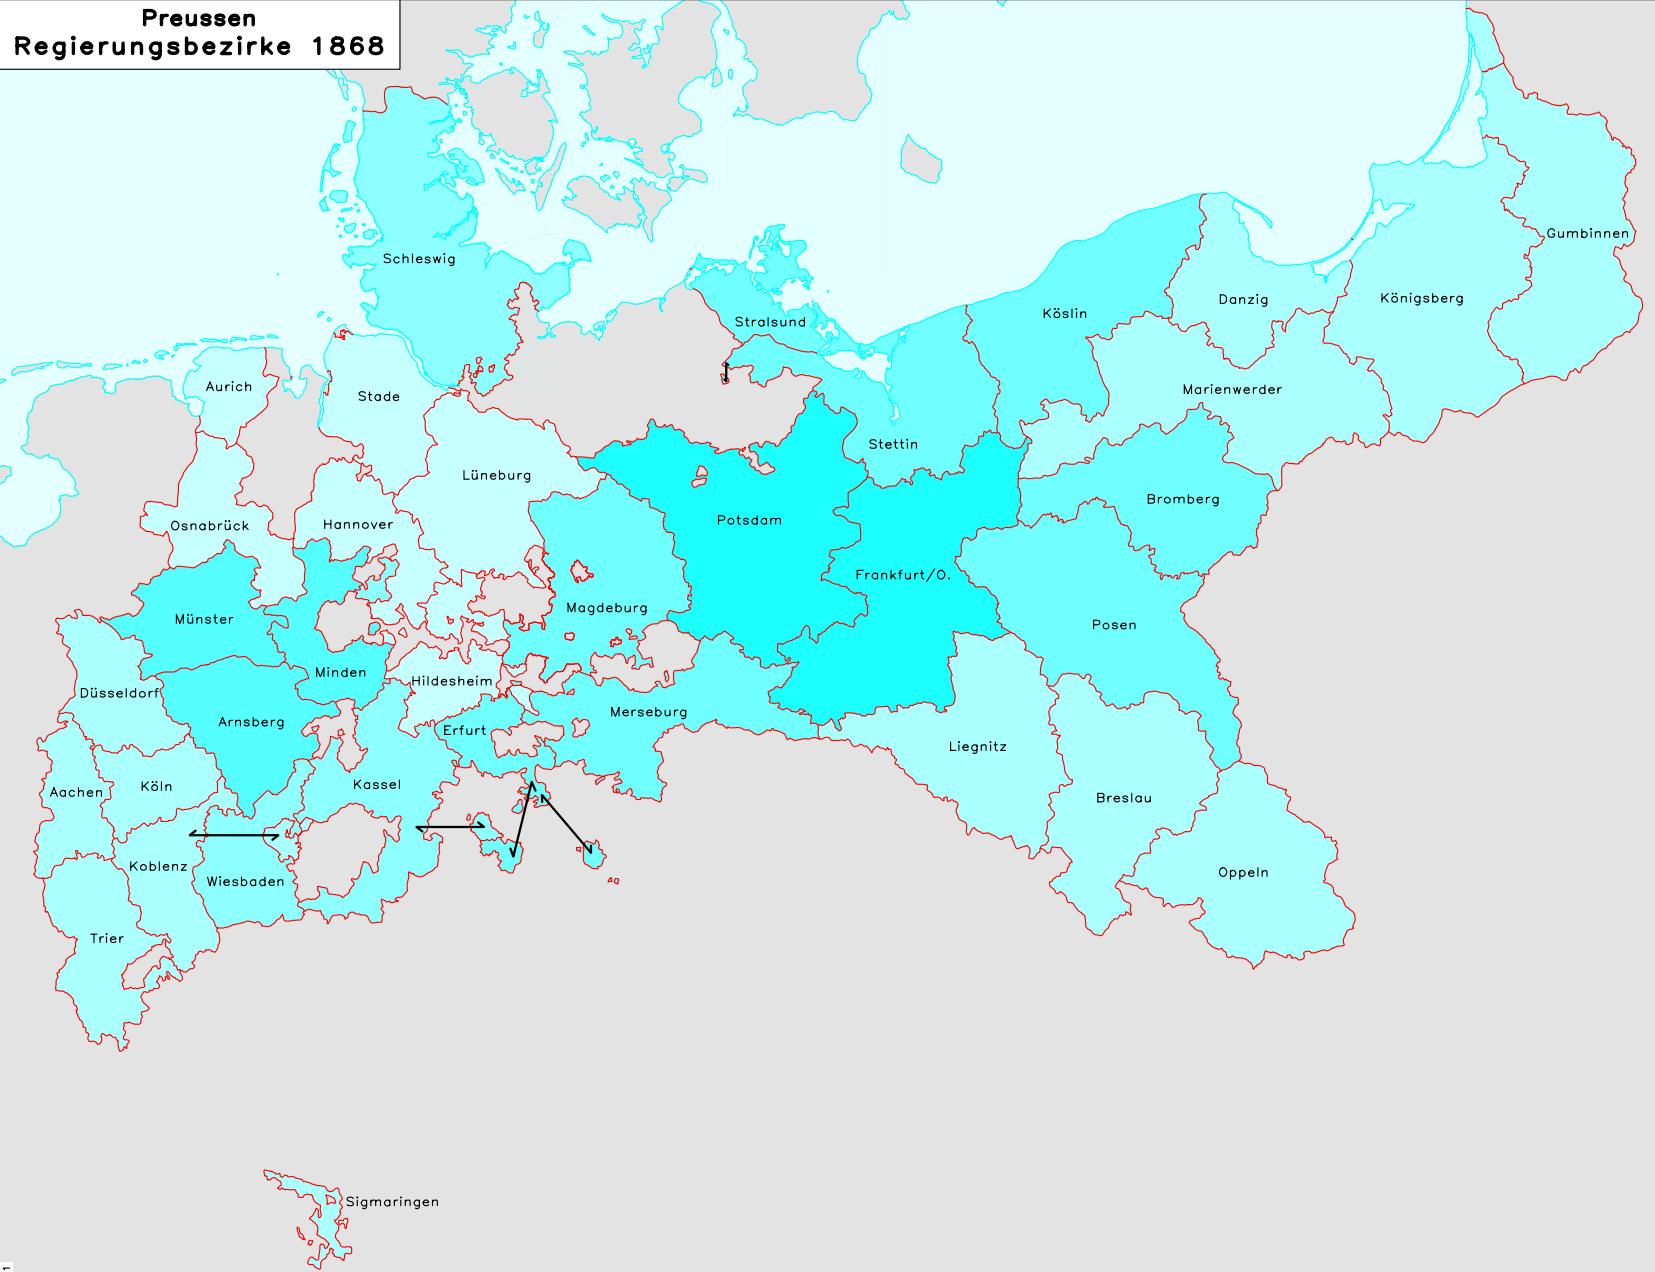 Preussen
Regierungsbezirke 1868
Schleswig
Gumbinnen
Danzig
Königsberg
Köslin
Stralsund
Aurich
Stade
Marienwerder
Stettin
Lüneburg
Bromberg
Osnabrück
Hannover
Potsdam
Frankfurt/O.
Magdeburg
Münster
Posen
Minden
Hildesheim
Düsseldorf
Merseburg
Arnsberg
Erfurt
Liegnitz
Kassel
Köln
Aachen
Breslau
Koblenz
Oppeln
Wiesbaden
Trier
Sigmaringen